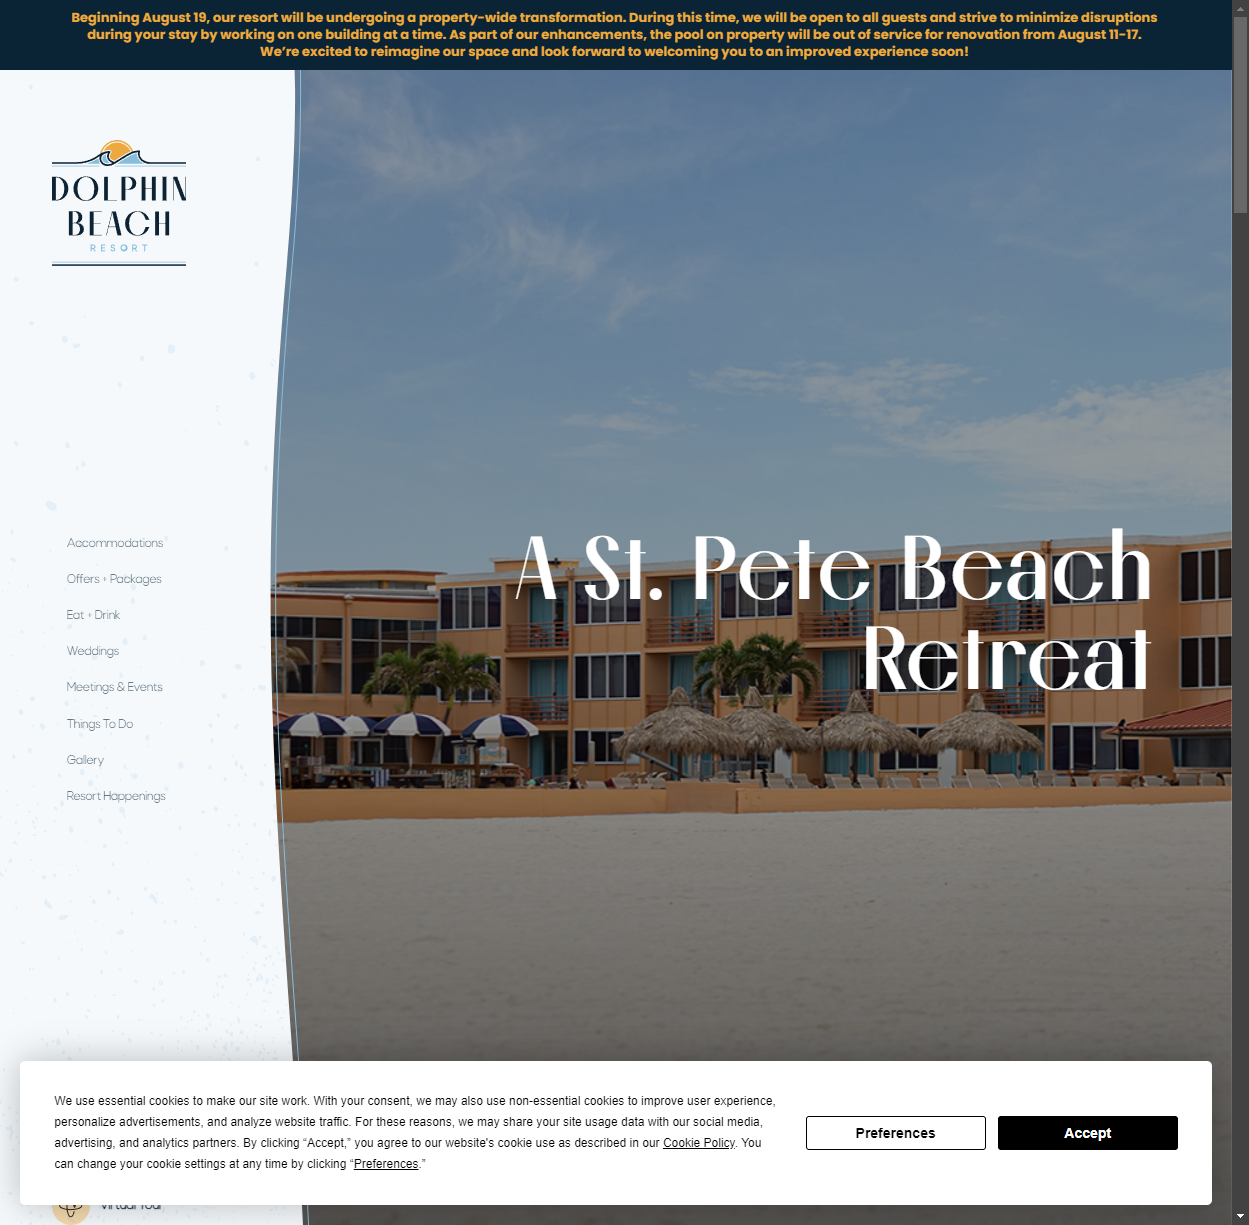 Beginning August 19, our resort will be undergoing a property-wide transformation. During this time, we will be open to all guests and strive to minimize disruptions
during your stay by working on one building at a time. As part of our enhancements, the pool on property will be out of service for renovation from August 11-17.
We're excited to reimagine our space and look forward to welcoming you to an improved experience soon!
DOLPHIN
BEACH
RESORT
A St. Pete Beach
Retreat
Accommodations
Offers + Packages
Eat + Drink
Weddings
Meetings & Events
Things To Do
Gallery
Resort Happenings
We use essential cookies to make our site work. With your consent, we may also use non-essential cookies to improve user experience,
personalize advertisements, and analyze website traffic. For these reasons, we may share your site usage data with our social media,
advertising, and analytics partners. By clicking “Accept,” you agree to our website's cookie use as described in our Cookie Policy. You
can change your cookie settings at any time by clicking “Preferences.”
Preferences
Accept
Virtual Tour